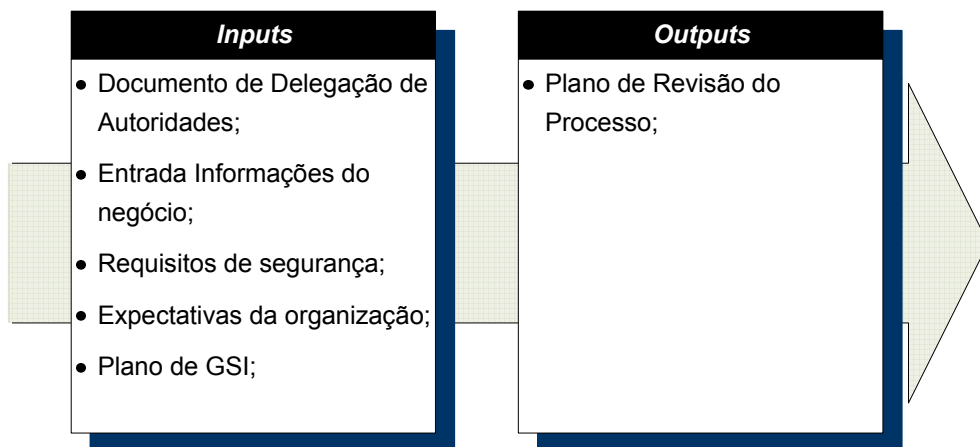 Inputs
• Documento de Delegação de
Autoridades;
• Entrada Informações do
negócio;
• Requisitos de segurança;
• Expectativas da organização;
• Plano de GSI;
Outputs
• Plano de Revisão do
Processo;